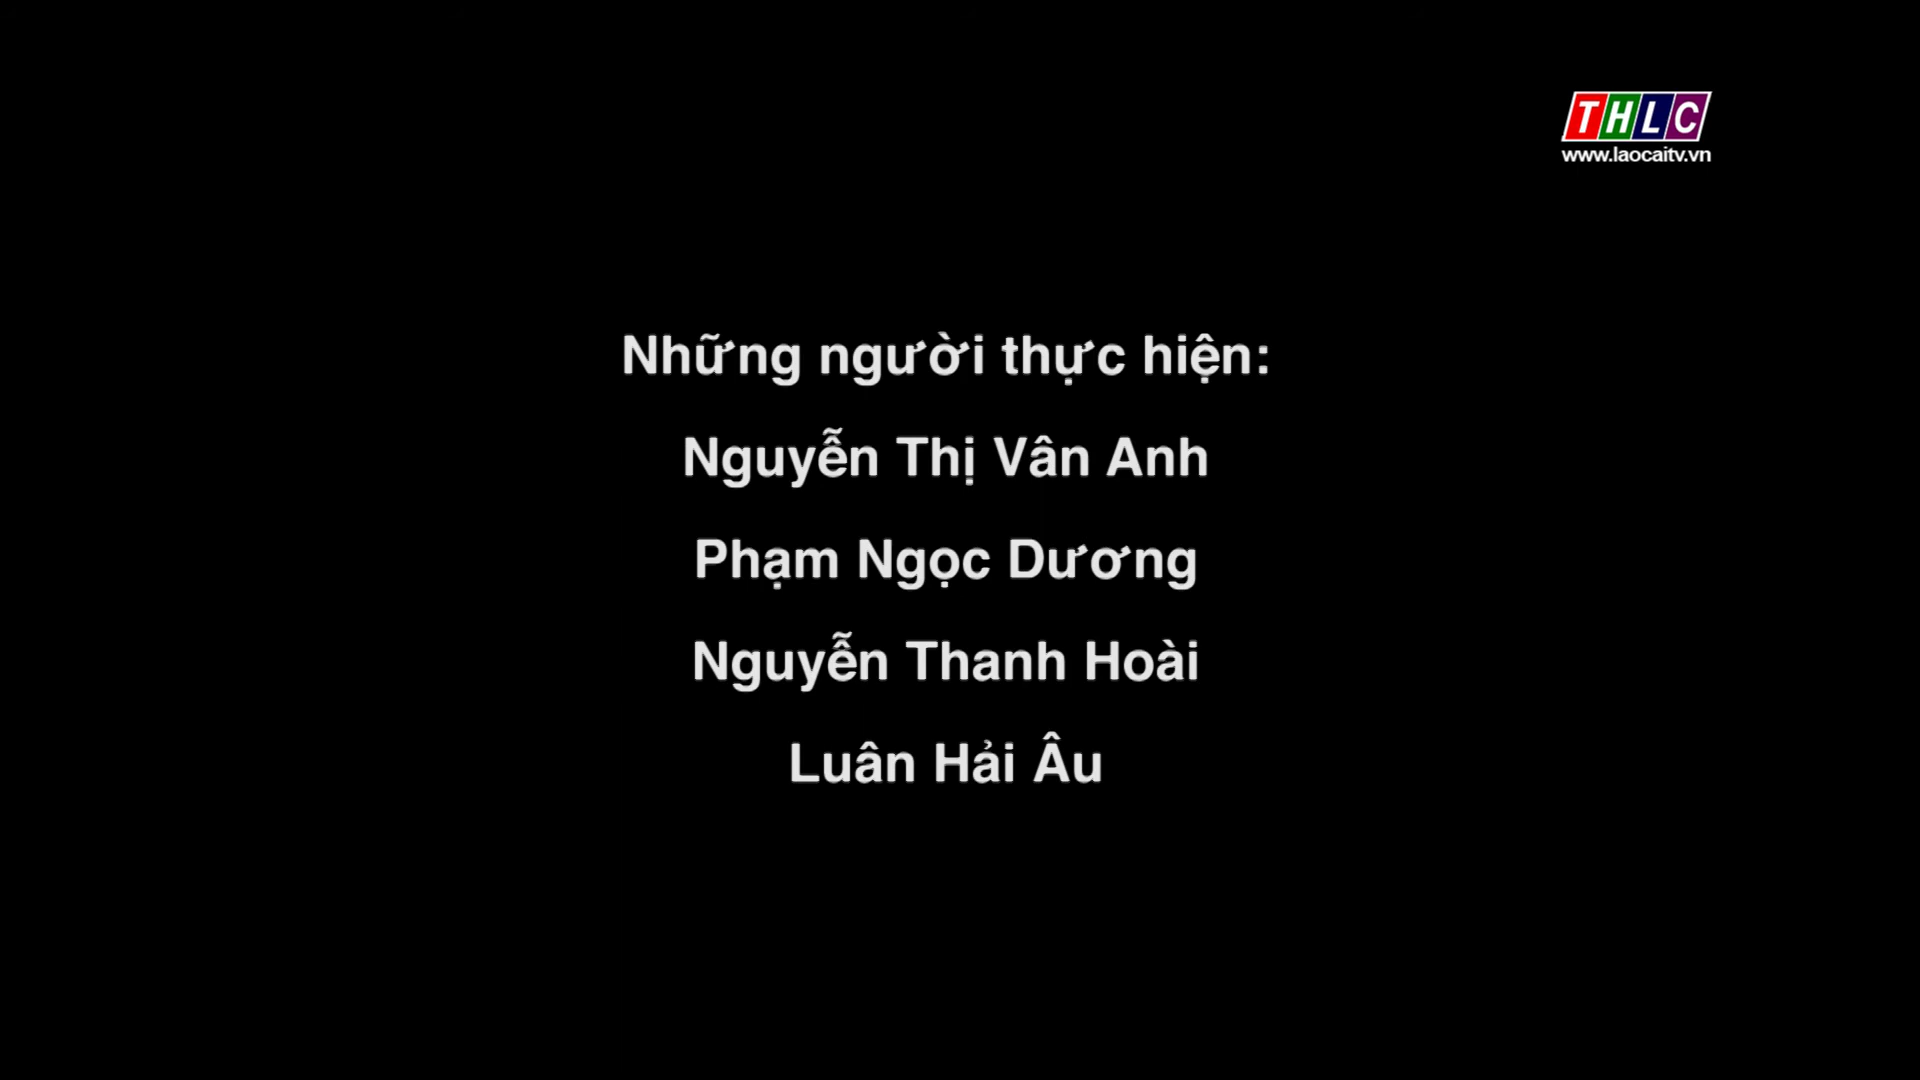 THLC
www.laocaitv.vn
Những người thực hiện:
Nguyễn Thị Vân Anh
Phạm Ngọc Dương
Nguyễn Thanh Hoài
Luân Hải Âu